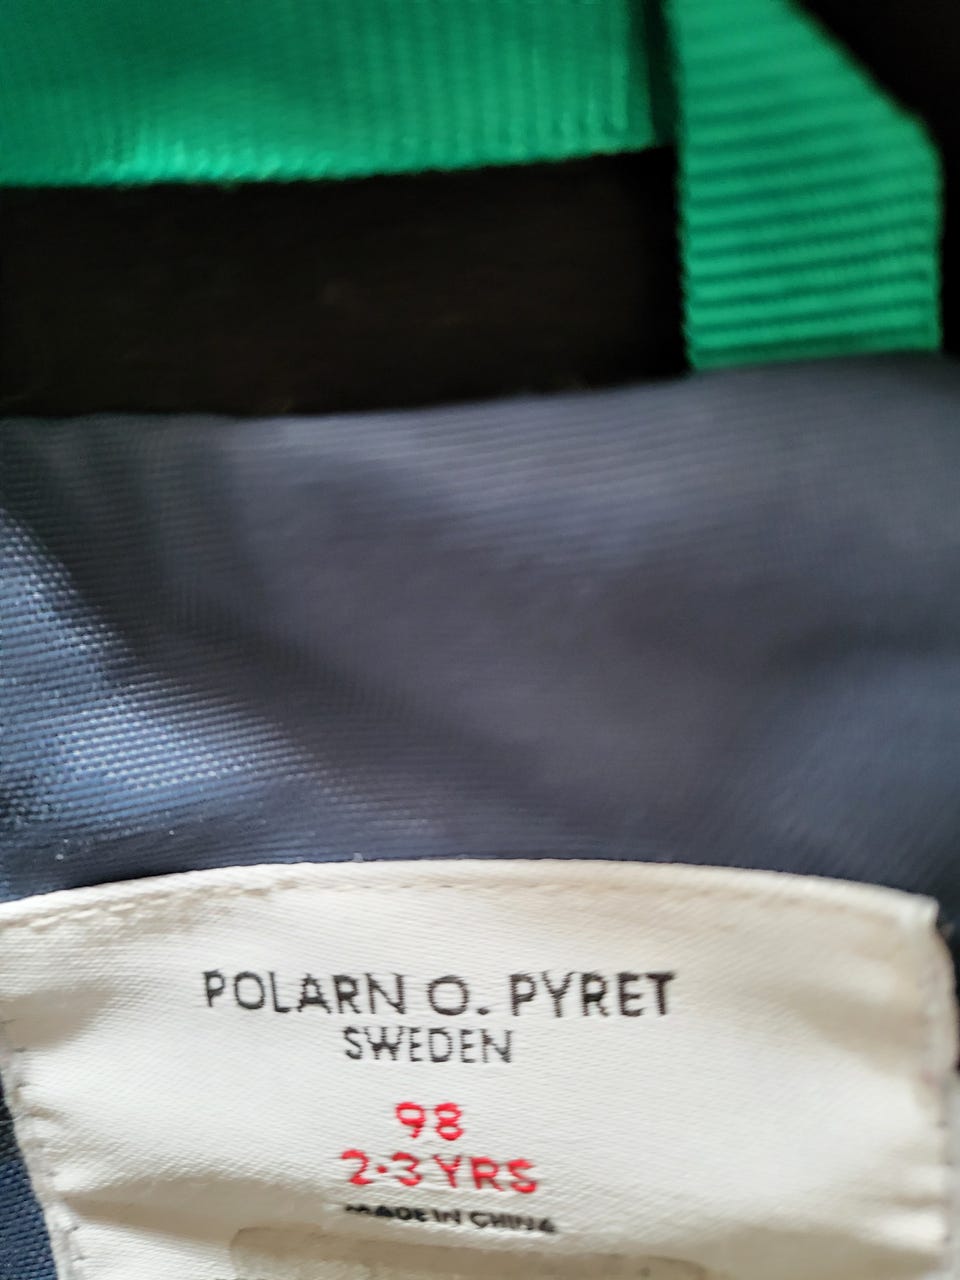 POLARN O. PYRET
SWEDEN
98
2-3 YRS
MADE IN CHINA